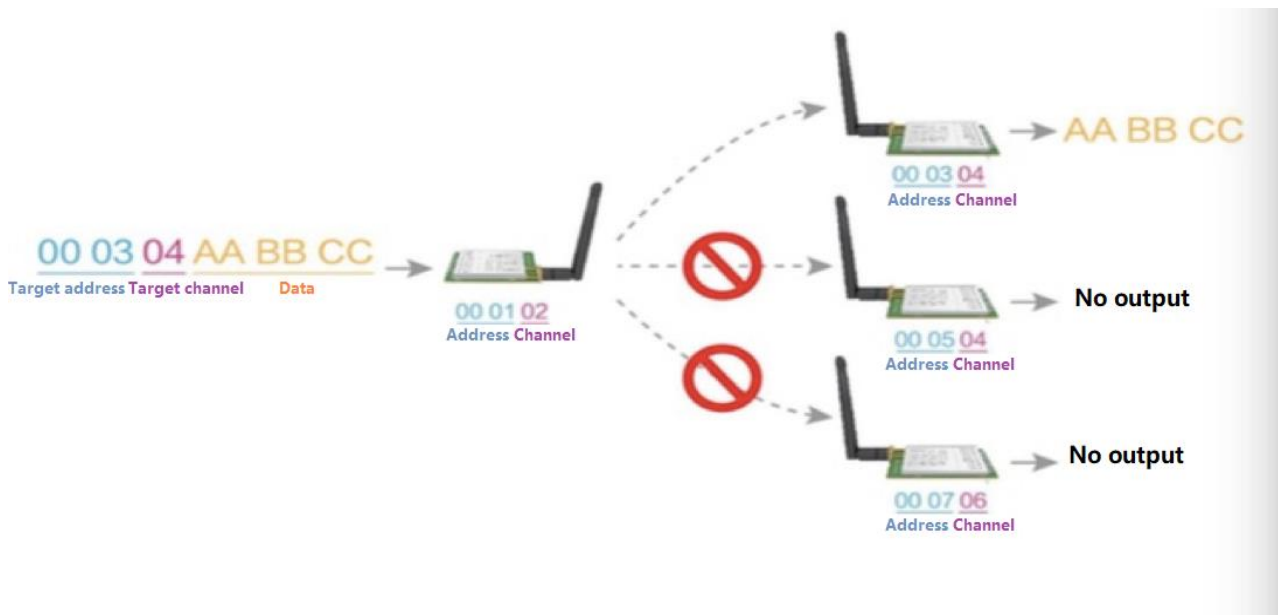 00 03 04 AA BB CC
Target address Target channel Data
00 01 02
Address Channel
AA BB CC
00 03 04
Address Channel
No output
00 05 04
Address Channel
No output
00 07 06
Address Channel